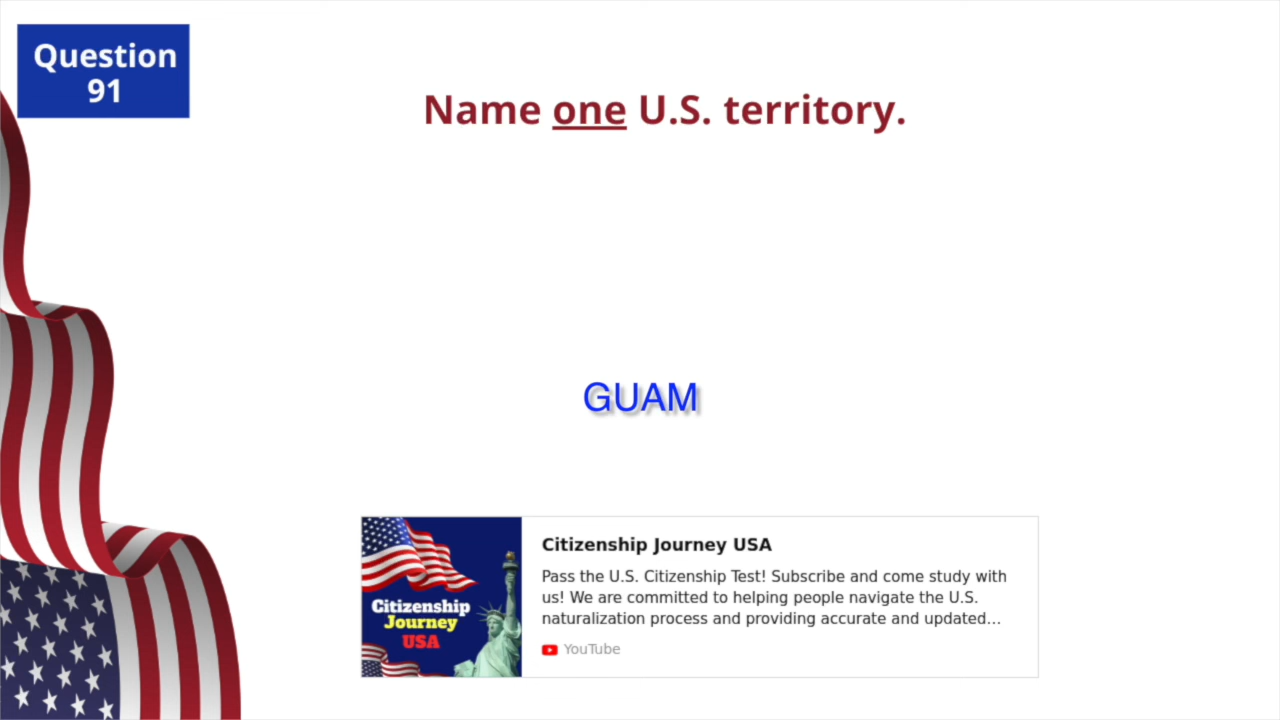 Question
91
Name one U.S. territory.
GUAM
Citizenship Journey USA
Pass the U.S. Citizenship Test! Subscribe and come study with
us! We are committed to helping people navigate the U.S.
naturalization process and providing accurate and updated...
YouTube
Citizenship
Journey
USA